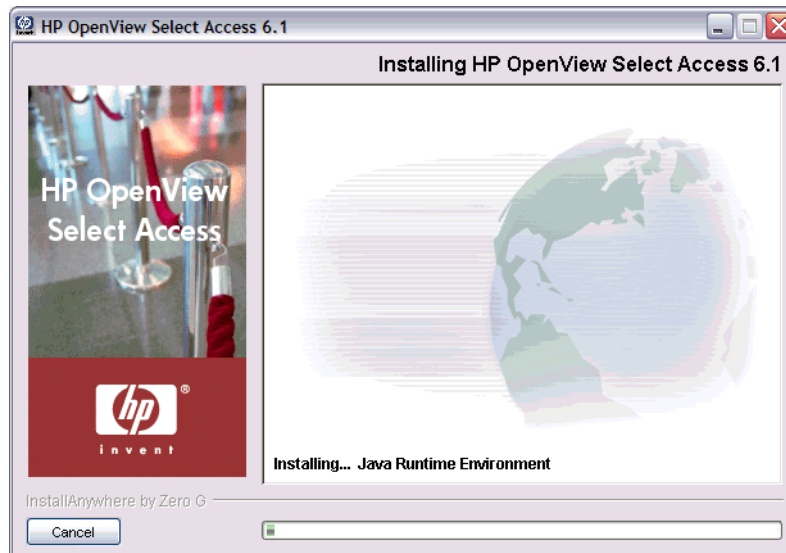 HP OpenView Select Access 6.1
Installing HP OpenView Select Access 6.1
HP OpenView
Select Access
hp
®
invent
Installing... Java Runtime Environment
InstallAnywhere by Zero G
Cancel